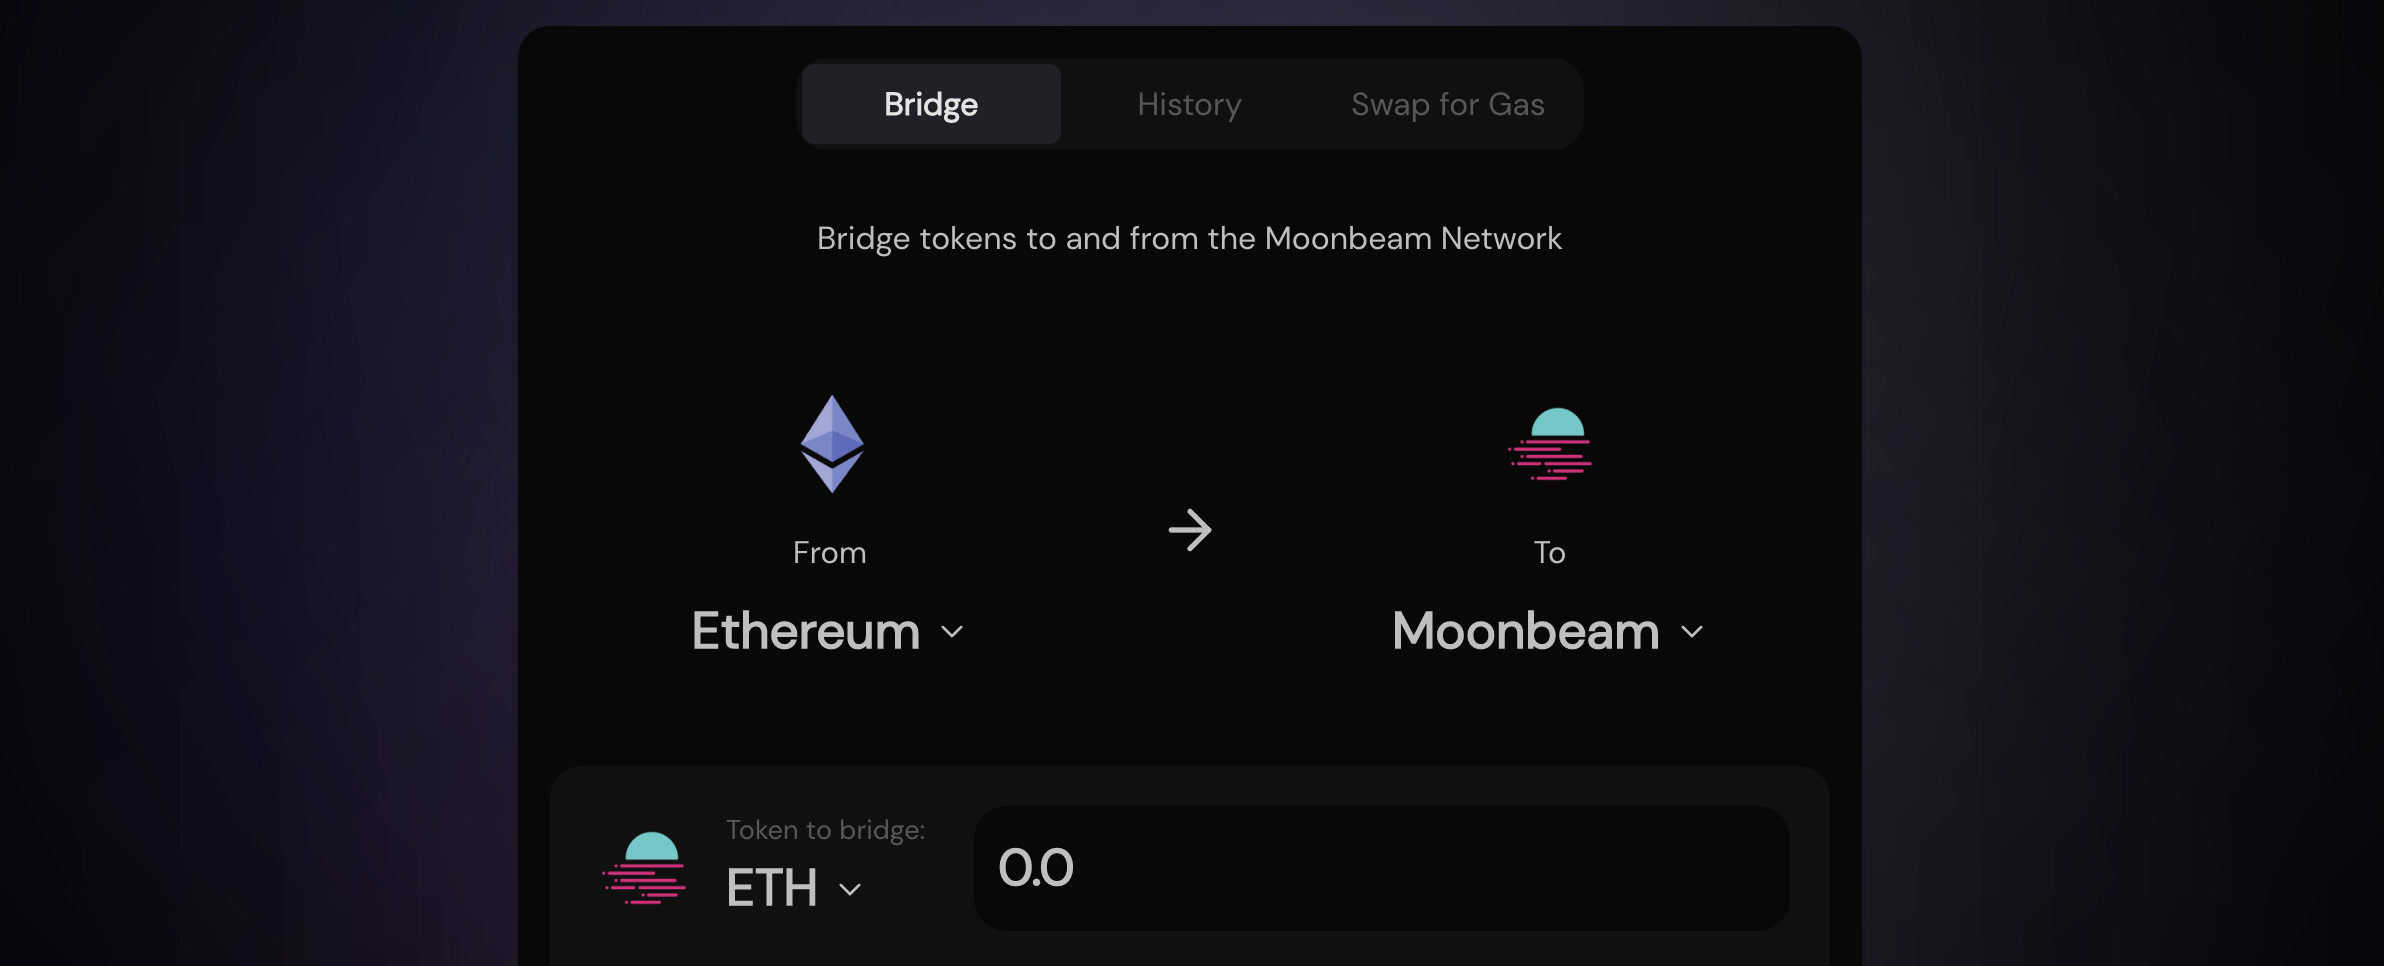 Bridge History Swap for Gas
Bridge tokens to and from the Moonbeam Network
From To
Ethereum Moonbeam
Token to bridge:
ETH 0.0